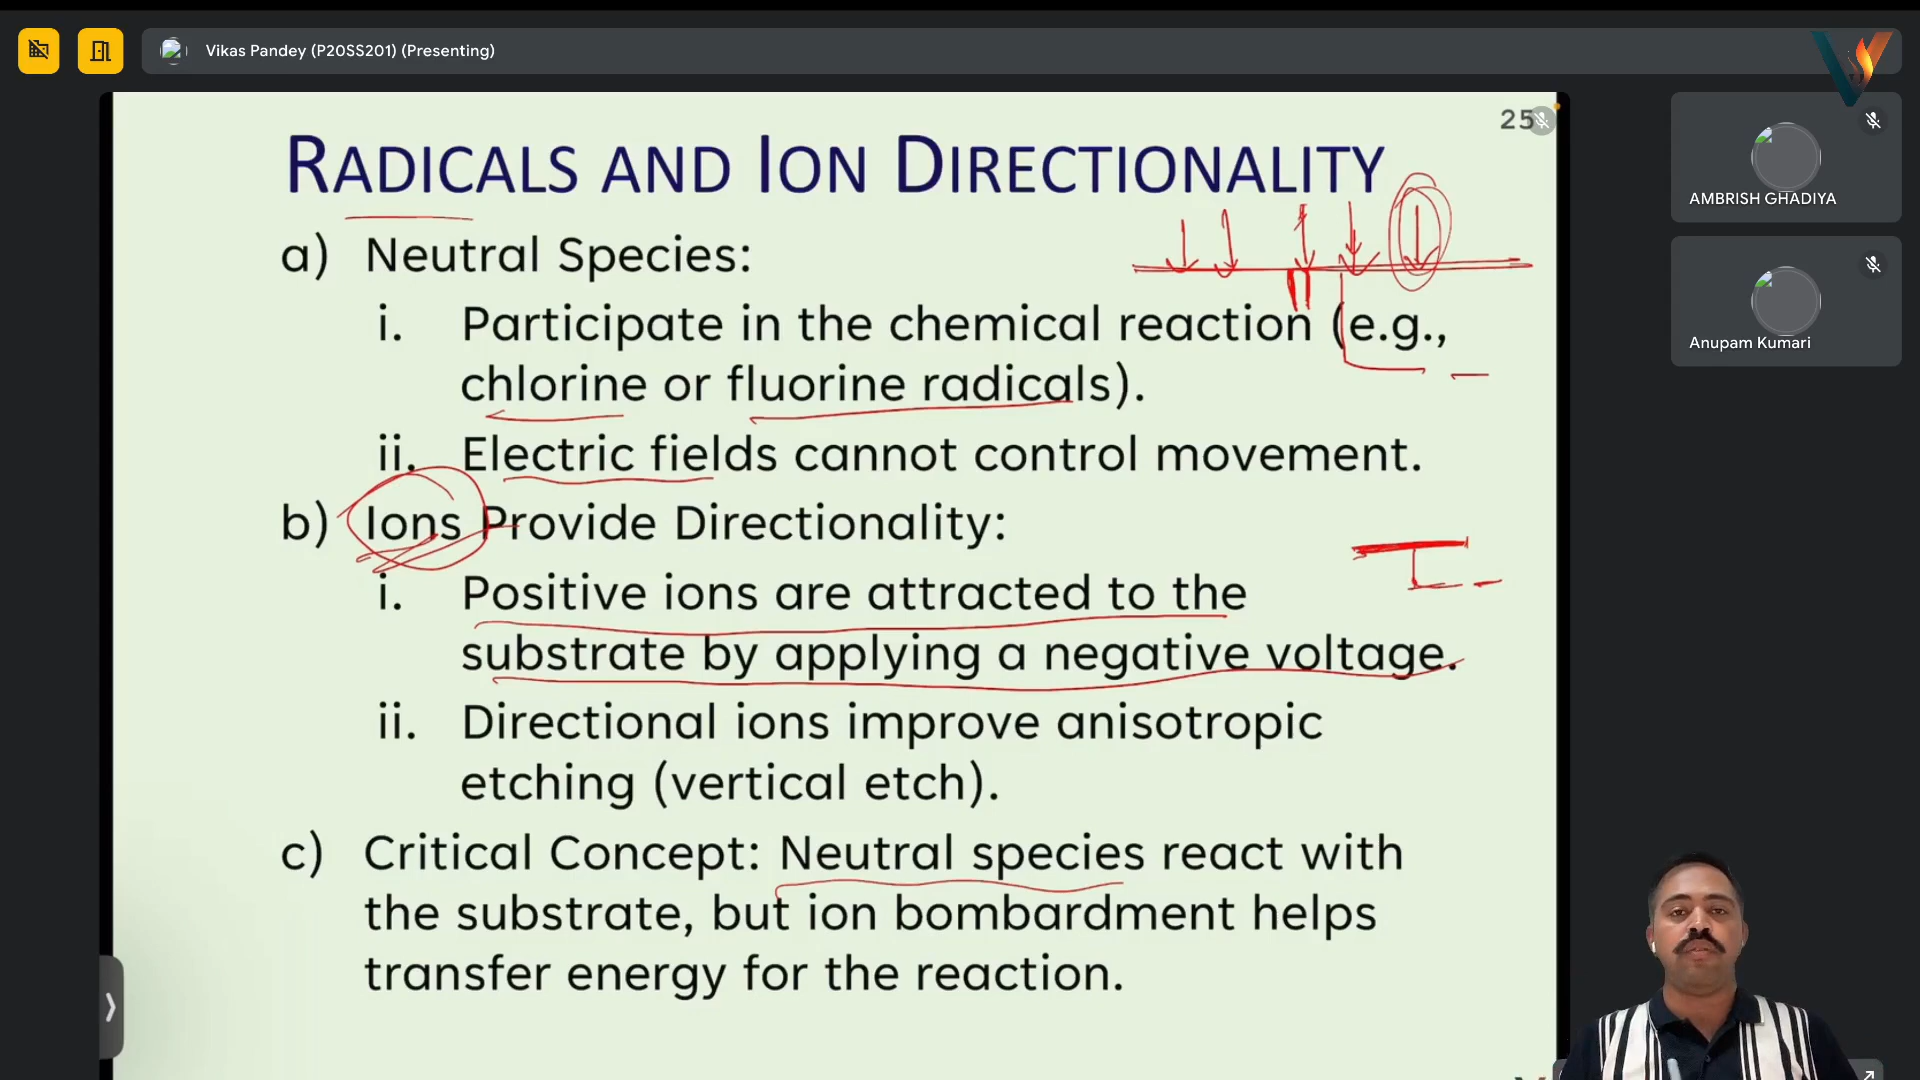 Vikas Pandey (P20SS201) (Presenting)
25
RADICALS AND ION DIRECTIONALITY
a) Neutral Species:
i. Participate in the chemical reaction (e.g.,
chlorine or fluorine radicals).
ii. Electric fields cannot control movement.
b) Ions Provide Directionality:
i. Positive ions are attracted to the
substrate by applying a negative voltage.
ii. Directional ions improve anisotropic
etching (vertical etch).
c) Critical Concept: Neutral species react with
the substrate, but ion bombardment helps
transfer energy for the reaction.
AMBRISH GHADIYA
Anupam Kumari